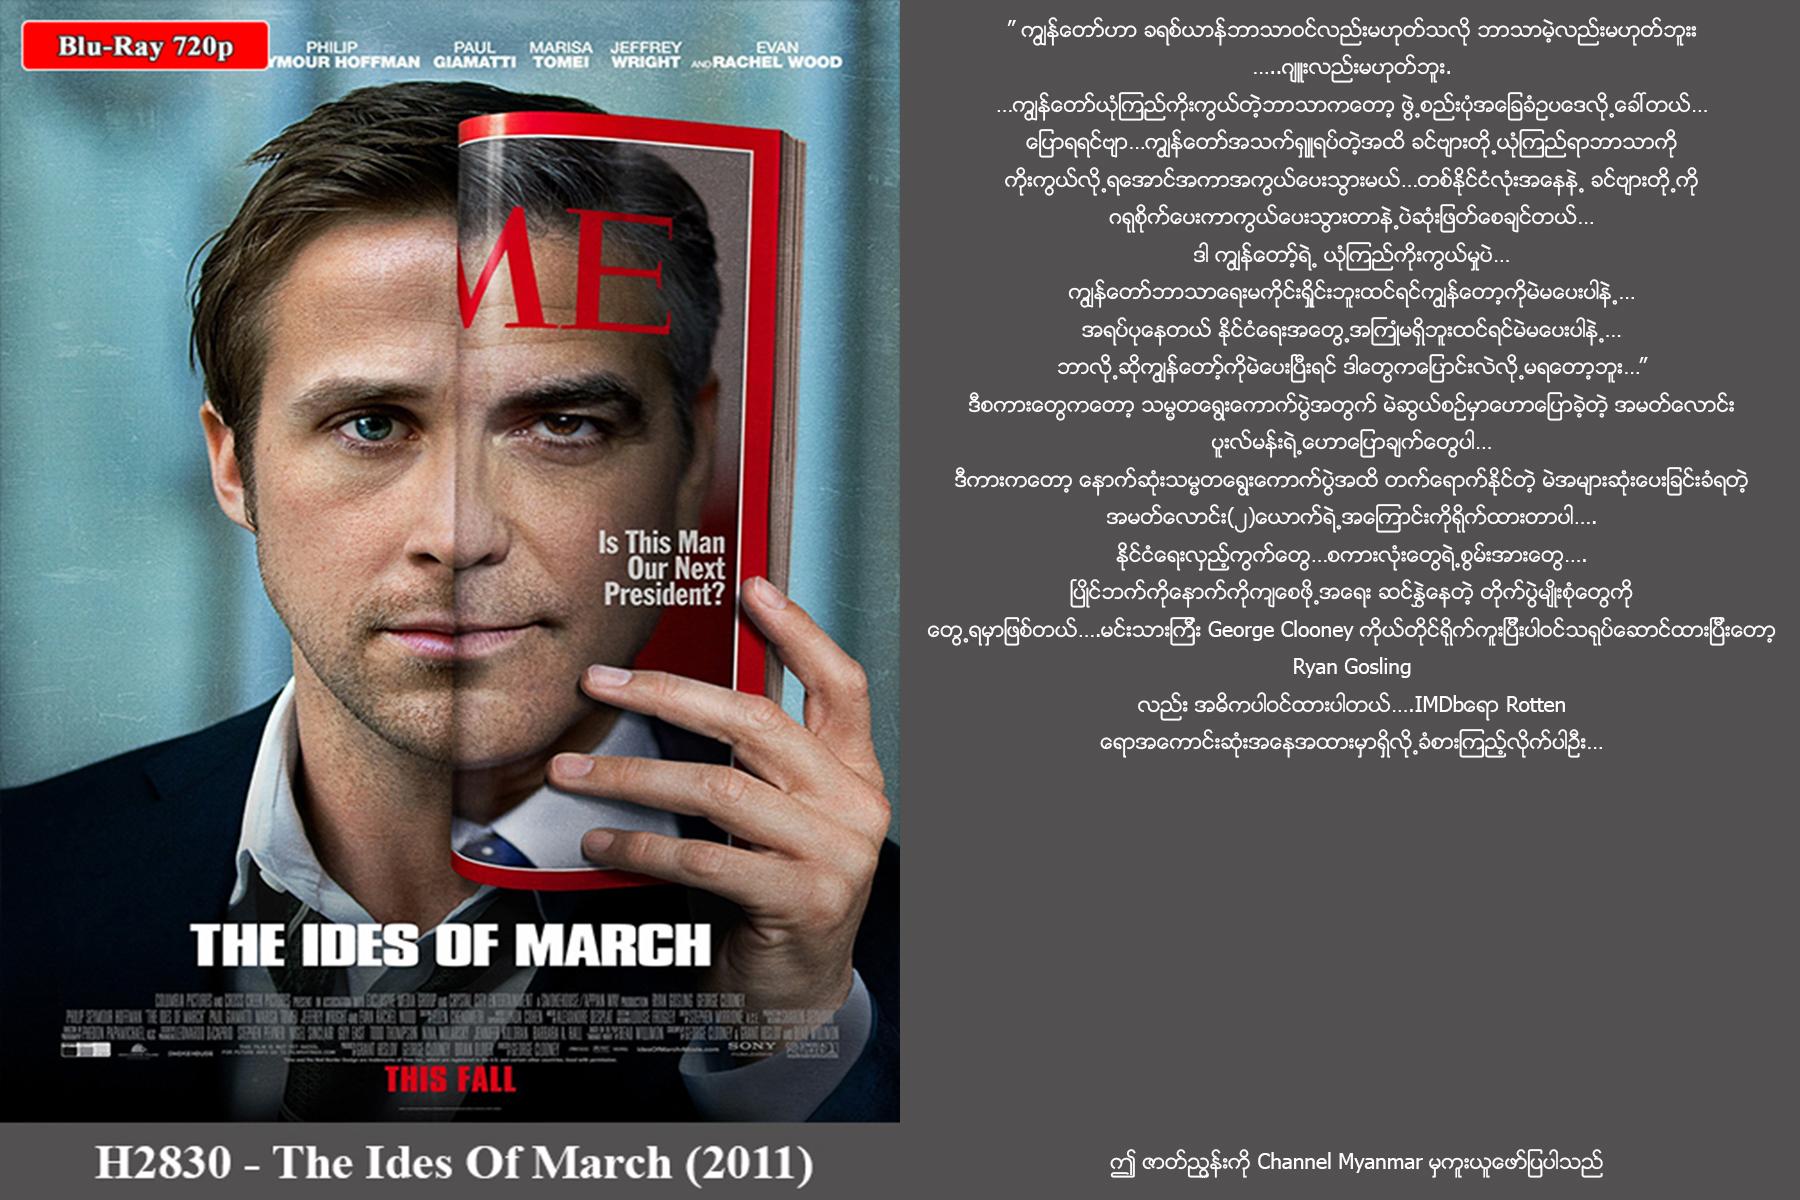 Blu-Ray 720p
PHILIP PAUL MARISA JEFFREY EVAN
YMOUR HOFFMAN GIAMATTI TOMEI WRIGHT AND RACHEL WOOD
ME
Is This Man
Our Next
President?
THE IDES OF MARCH
THIS FALL
H2830 - The Ides Of March (2011)
" ကျွန်တော်ဟာ ခရစ်ယာန်ဘာသာဝင်လည်းမဟုတ်သလို ဘာသာမဲ့လည်းမဟုတ်ဘူးး
…..ဂျူးလည်းမဟုတ်ဘူး.
…ကျွန်တော်ယုံကြည်ကိုးကွယ်တဲ့ဘာသာကတော့ ဖွဲ့စည်းပုံအခြေခံဥပဒေလို့ခေါ်တယ်…
ပြောရရင်ဗျာ…ကျွန်တော်အသက်ရှူရပ်တဲ့အထိ ခင်ဗျားတို့ယုံကြည်ရာဘာသာကို
ကိုးကွယ်လို့ရအောင်အကာအကွယ်ပေးသွားမယ်…တစ်နိုင်ငံလုံးအနေနဲ့ ခင်ဗျားတို့ကို
ဂရုစိုက်ပေးကာကွယ်ပေးသွားတာနဲ့ပဲဆုံးဖြတ်စေချင်တယ်…
ဒါ ကျွန်တော့်ရဲ့ ယုံကြည်ကိုးကွယ်မှုပဲ…
ကျွန်တော်ဘာသာရေးမကိုင်းရှိုင်းဘူးထင်ရင်ကျွန်တော့ကိုမဲမပေးပါနဲ့…
အရပ်ပုနေတယ် နိုင်ငံရေးအတွေ့အကြုံမရှိဘူးထင်ရင်မဲမပေးပါနဲ့…
ဘာလို့ဆိုကျွန်တော့်ကိုမဲပေးပြီးရင် ဒါတွေကပြောင်းလဲလို့မရတော့ဘူး…"
ဒီစကားတွေကတော့ သမ္မတရွေးကောက်ပွဲအတွက် မဲဆွယ်စဉ်မှာဟောပြောခဲ့တဲ့ အမတ်လောင်း
ပူးလ်မန်းရဲ့ဟောပြောချက်တွေပါ…
ဒီကားကတော့ နောက်ဆုံးသမ္မတရွေးကောက်ပွဲအထိ တက်ရောက်နိုင်တဲ့ မဲအများဆုံးပေးခြင်းခံရတဲ့
အမတ်လောင်း(၂)ယောက်ရဲ့အကြောင်းကိုရိုက်ထားတာပါ….
နိုင်ငံရေးလှည့်ကွက်တွေ…စကားလုံးတွေရဲ့စွမ်းအားတွေ….
ပြိုင်ဘက်ကိုနောက်ကိုကျစေဖို့အရေး ဆင်နွှဲနေတဲ့ တိုက်ပွဲမျိုးစုံတွေကို
တွေ့ရမှာဖြစ်တယ်….မင်းသားကြီး George Clooney ကိုယ်တိုင်ရိုက်ကူးပြီးပါဝင်သရုပ်ဆောင်ထားပြီးတော့
Ryan Gosling
လည်း အဓိကပါဝင်ထားပါတယ်….IMDbရော Rotten
ရောအကောင်းဆုံးအနေအထားမှာရှိလို့ခံစားကြည့်လိုက်ပါဦး…
ဤ ဇာတ်ညွှန်းကို Channel Myanmar မှကူးယူဖော်ပြပါသည်